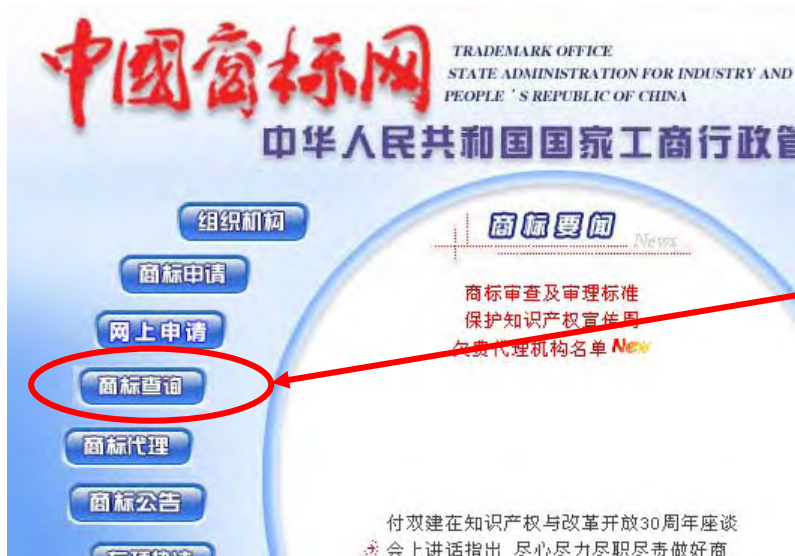 中國商标网
TRADEMARK OFFICE
STATE ADMINISTRATION FOR INDUSTRY AND
PEOPLE'S REPUBLIC OF CHINA
中华人民共和国国家工商行政管
组织机构
商标申请
网上申请
商标查询
商标代理
商标公告
商标要闻
News
商标审查及审理标准
保护知识产权宣传周
欠费代理机构名单 New
付双建在知识产权与改革开放30周年座谈
会上讲话指出 尽心尽力尽职尽责做好商